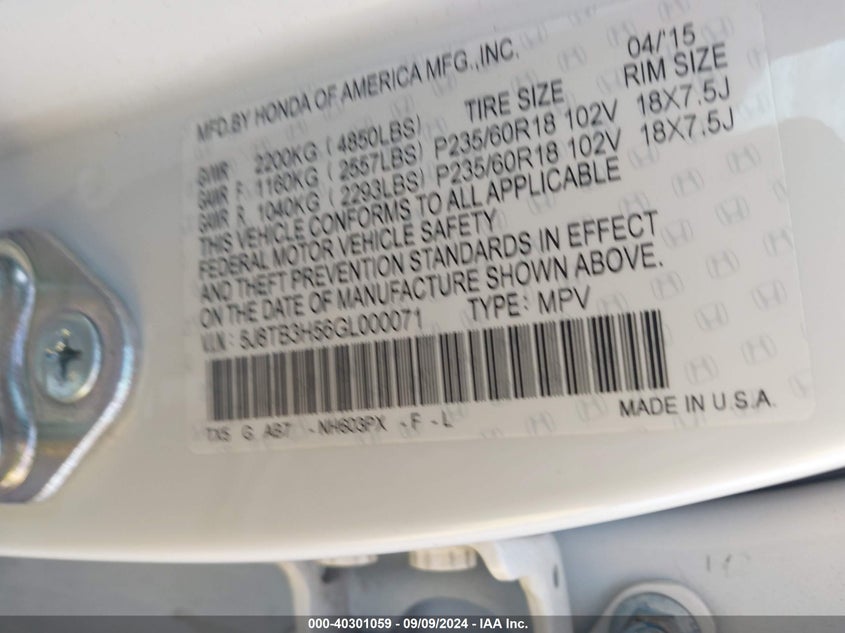 MFD.BY HONDA OF AMERICA MFG.,INC. 04/'15
TIRE SIZE RIM SIZE
GVWR 2200KG ( 4850LBS)
GAWR F. 1160KG ( 2557LBS) P235/60R18 102V 18X7.5J
GAWR R. 1040KG ( 2293LBS) P235/60R18 102V 18X7.5J
THIS VEHICLE CONFORMS TO ALL APPLICABLE
FEDERAL MOTOR VEHICLE SAFETY
AND THEFT PREVENTION STANDARDS IN EFFECT
ON THE DATE OF MANUFACTURE SHOWN ABOVE.
V.I.N.: 5J8TB3H56GL000071 TYPE: MPV
TX5 G AB7 -NH603PX -F -L MADE IN U.S.A.
000-40301059 - 09/09/2024 - IAA Inc.